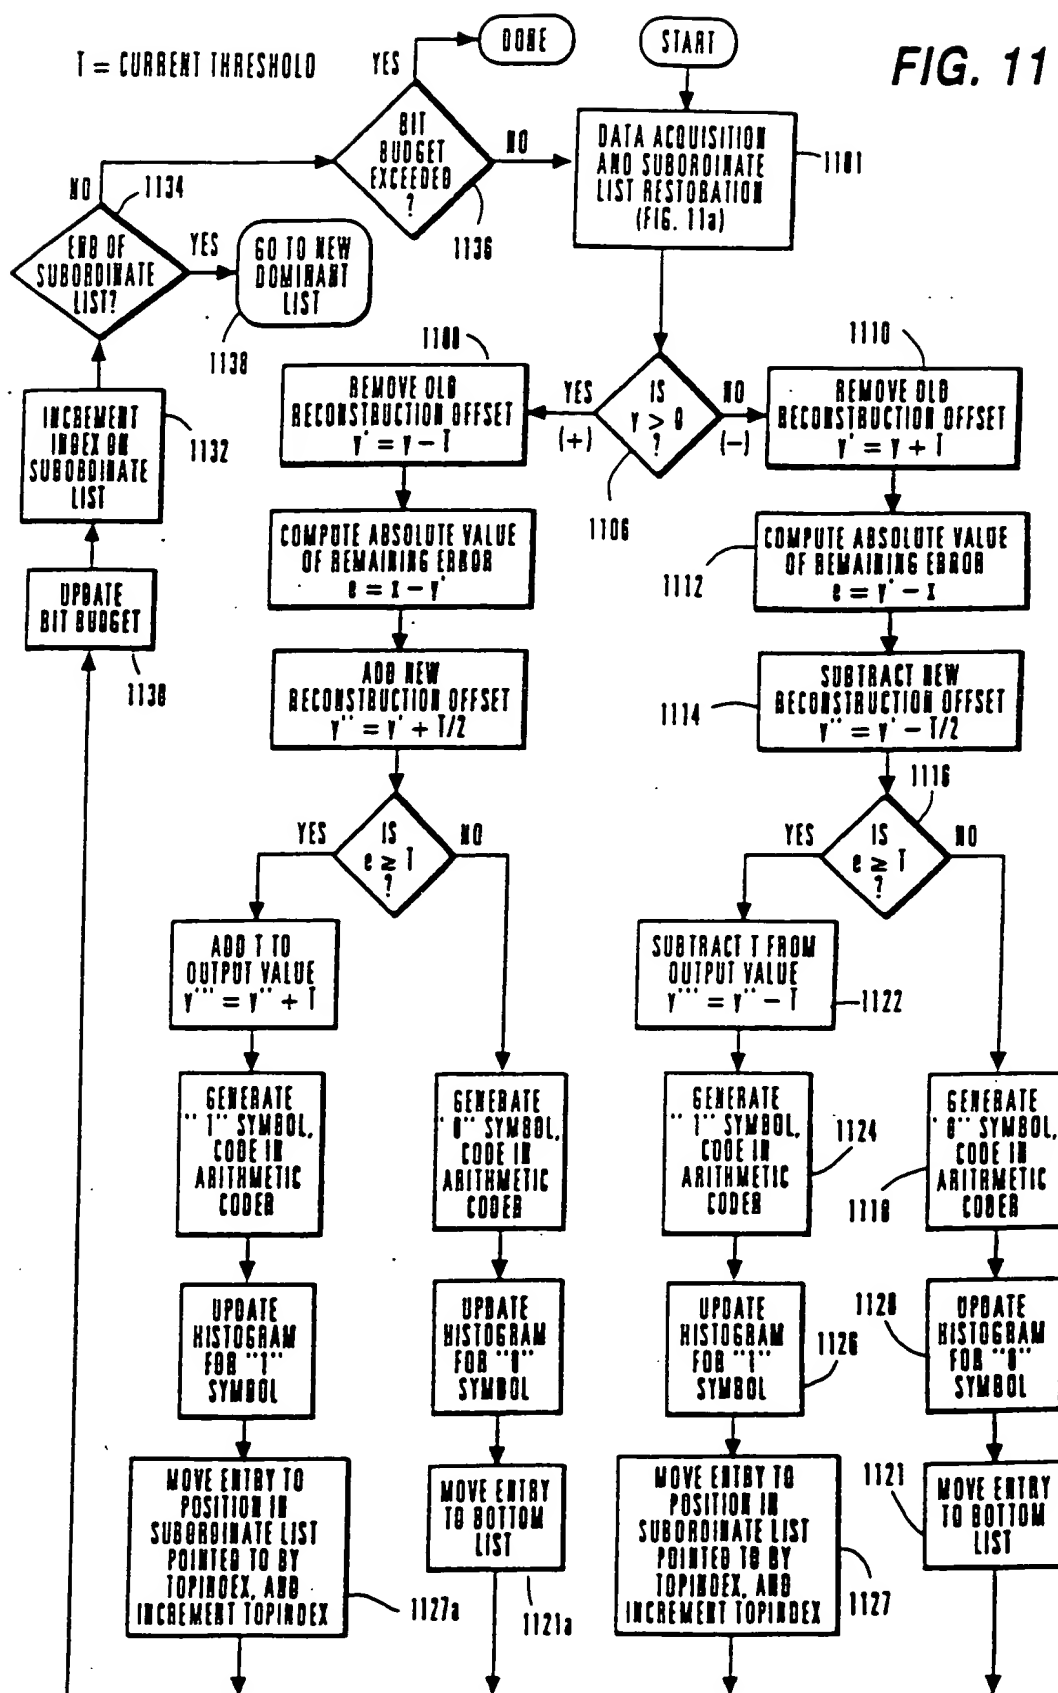 FIG. 11
T = CURRENT THRESHOLD
DONE
START
YES
BIT
BUDGET
EXCEEDED
?
NO
1136
DATA ACQUISITION
AND SUBORDINATE
LIST RESTORATION
(FIG. 11a)
1101
NO
1134
END OF
SUBORDINATE
LIST?
YES
GO TO NEW
DOMINANT
LIST
1138
INCREMENT
INDEX ON
SUBORDINATE
LIST
1132
UPDATE
BIT BUDGET
1130
IS
y > 0
?
YES
(+)
NO
(−)
1106
1108
REMOVE OLD
RECONSTRUCTION OFFSET
y' = y − T
1110
REMOVE OLD
RECONSTRUCTION OFFSET
y' = y + T
COMPUTE ABSOLUTE VALUE
OF REMAINING ERROR
e = x − y'
1112
COMPUTE ABSOLUTE VALUE
OF REMAINING ERROR
e = y' − x
ADD NEW
RECONSTRUCTION OFFSET
y'' = y' + T/2
1114
SUBTRACT NEW
RECONSTRUCTION OFFSET
y'' = y' − T/2
YES
IS
e ≥ T
?
NO
1116
YES
IS
e ≥ T
?
NO
ADD T TO
OUTPUT VALUE
y''' = y'' + T
SUBTRACT T FROM
OUTPUT VALUE
y''' = y'' − T
1122
GENERATE
"1" SYMBOL,
CODE IN
ARITHMETIC
CODER
GENERATE
' 0" SYMBOL,
CODE IN
ARITHMETIC
CODER
GENERATE
"1" SYMBOL,
CODE IN
ARITHMETIC
CODER
1124
1118
GENERATE
' 0" SYMBOL,
CODE IN
ARITHMETIC
CODER
UPDATE
HISTOGRAM
FOR "1"
SYMBOL
UPDATE
HISTOGRAM
FOR "0"
SYMBOL
UPDATE
HISTOGRAM
FOR "1"
SYMBOL
1126
1120
UPDATE
HISTOGRAM
FOR "0"
SYMBOL
MOVE ENTRY TO
POSITION IN
SUBORDINATE LIST
POINTED TO BY
TOPINDEX, AND
INCREMENT TOPINDEX
1127a
MOVE ENTRY
TO BOTTOM
LIST
1121a
MOVE ENTRY TO
POSITION IN
SUBORDINATE LIST
POINTED TO BY
TOPINDEX, AND
INCREMENT TOPINDEX
1127
1121
MOVE ENTRY
TO BOTTOM
LIST